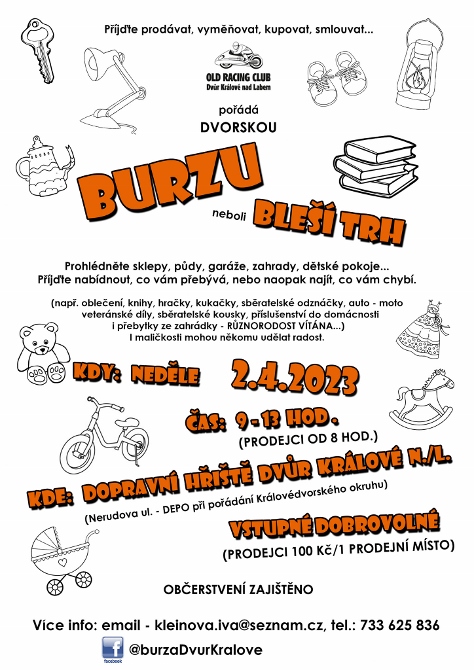 Příjďte prodávat, vyměňovat, kupovat, smlouvat...
OLD RACING CLUB
Dvůr Králové nad Labem
pořádá
DVORSKOU
BURZU
neboli BLEŠÍ TRH
Prohlédněte sklepy, půdy, garáže, zahrady, dětské pokoje...
Příjďte nabídnout, co vám přebývá, nebo naopak najít, co vám chybí.
(např. oblečení, knihy, hračky, kukačky, sběratelské odznáčky, auto - moto
veteránské díly, sběratelské kousky, příslušenství do domácnosti
i přebytky ze zahrádky - RŮZNORODOST VÍTÁNA...)
I maličkosti mohou někomu udělat radost.
KDY: NEDĚLE 2.4.2023
ČAS: 9 - 13 HOD.
(PRODEJCI OD 8 HOD.)
KDE: DOPRAVNÍ HŘIŠTĚ DVŮR KRÁLOVÉ N./L.
(Nerudova ul. - DEPO při pořádání Královédvorského okruhu)
VSTUPNÉ DOBROVOLNÉ
(PRODEJCI 100 Kč/1 PRODEJNÍ MÍSTO)
OBČERSTVENÍ ZAJIŠTĚNO
Více info: email - kleinova.iva@seznam.cz, tel.: 733 625 836
facebook
@burzaDvurKralove